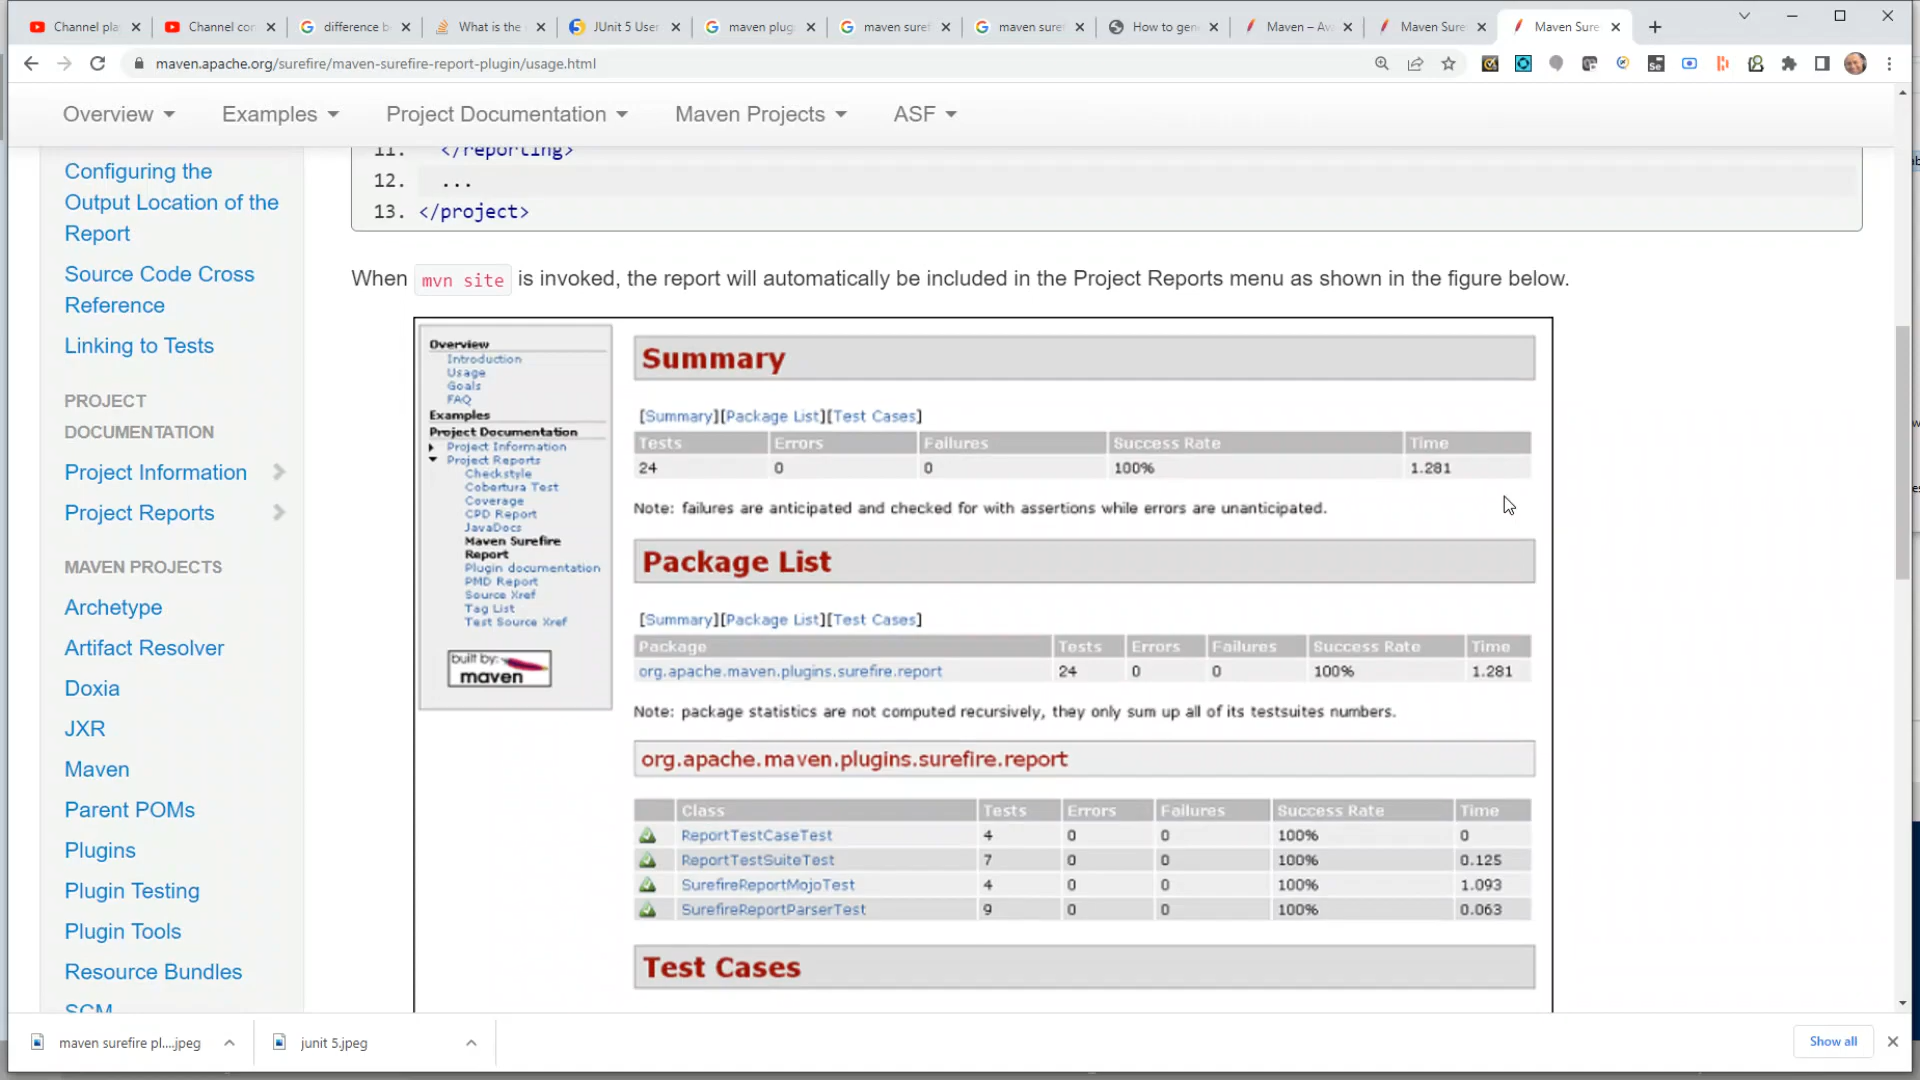 Channel pla
Channel cor
difference b
What is the
JUnit 5 User
maven plug
maven suref
maven sure
How to gen
Maven – Av
Maven Sure
Maven Sure
maven.apache.org/surefire/maven-surefire-report-plugin/usage.html
Overview
Examples
Project Documentation
Maven Projects
ASF
Configuring the
Output Location of the
Report
Source Code Cross
Reference
Linking to Tests
PROJECT
DOCUMENTATION
Project Information
Project Reports
MAVEN PROJECTS
Archetype
Artifact Resolver
Doxia
JXR
Maven
Parent POMs
Plugins
Plugin Testing
Plugin Tools
Resource Bundles
SCM
11. </reporting>
12. ...
13. </project>
When mvn site is invoked, the report will automatically be included in the Project Reports menu as shown in the figure below.
Overview
Introduction
Usage
Goals
FAQ
Examples
Project Documentation
Project Information
Project Reports
Checkstyle
Cobertura Test
Coverage
CPD Report
JavaDocs
Maven Surefire
Report
Plugin documentation
PMD Report
Source Xref
Tag List
Test Source Xref
built by:
maven
Summary
[Summary][Package List][Test Cases]
Tests Errors Failures Success Rate Time
24 0 0 100% 1.281
Note: failures are anticipated and checked for with assertions while errors are unanticipated.
Package List
[Summary][Package List][Test Cases]
Package Tests Errors Failures Success Rate Time
org.apache.maven.plugins.surefire.report 24 0 0 100% 1.281
Note: package statistics are not computed recursively, they only sum up all of its testsuites numbers.
org.apache.maven.plugins.surefire.report
Class Tests Errors Failures Success Rate Time
ReportTestCaseTest 4 0 0 100% 0
ReportTestSuiteTest 7 0 0 100% 0.125
SurefireReportMojoTest 4 0 0 100% 1.093
SurefireReportParserTest 9 0 0 100% 0.063
Test Cases
maven surefire pl....jpeg
junit 5.jpeg
Show all